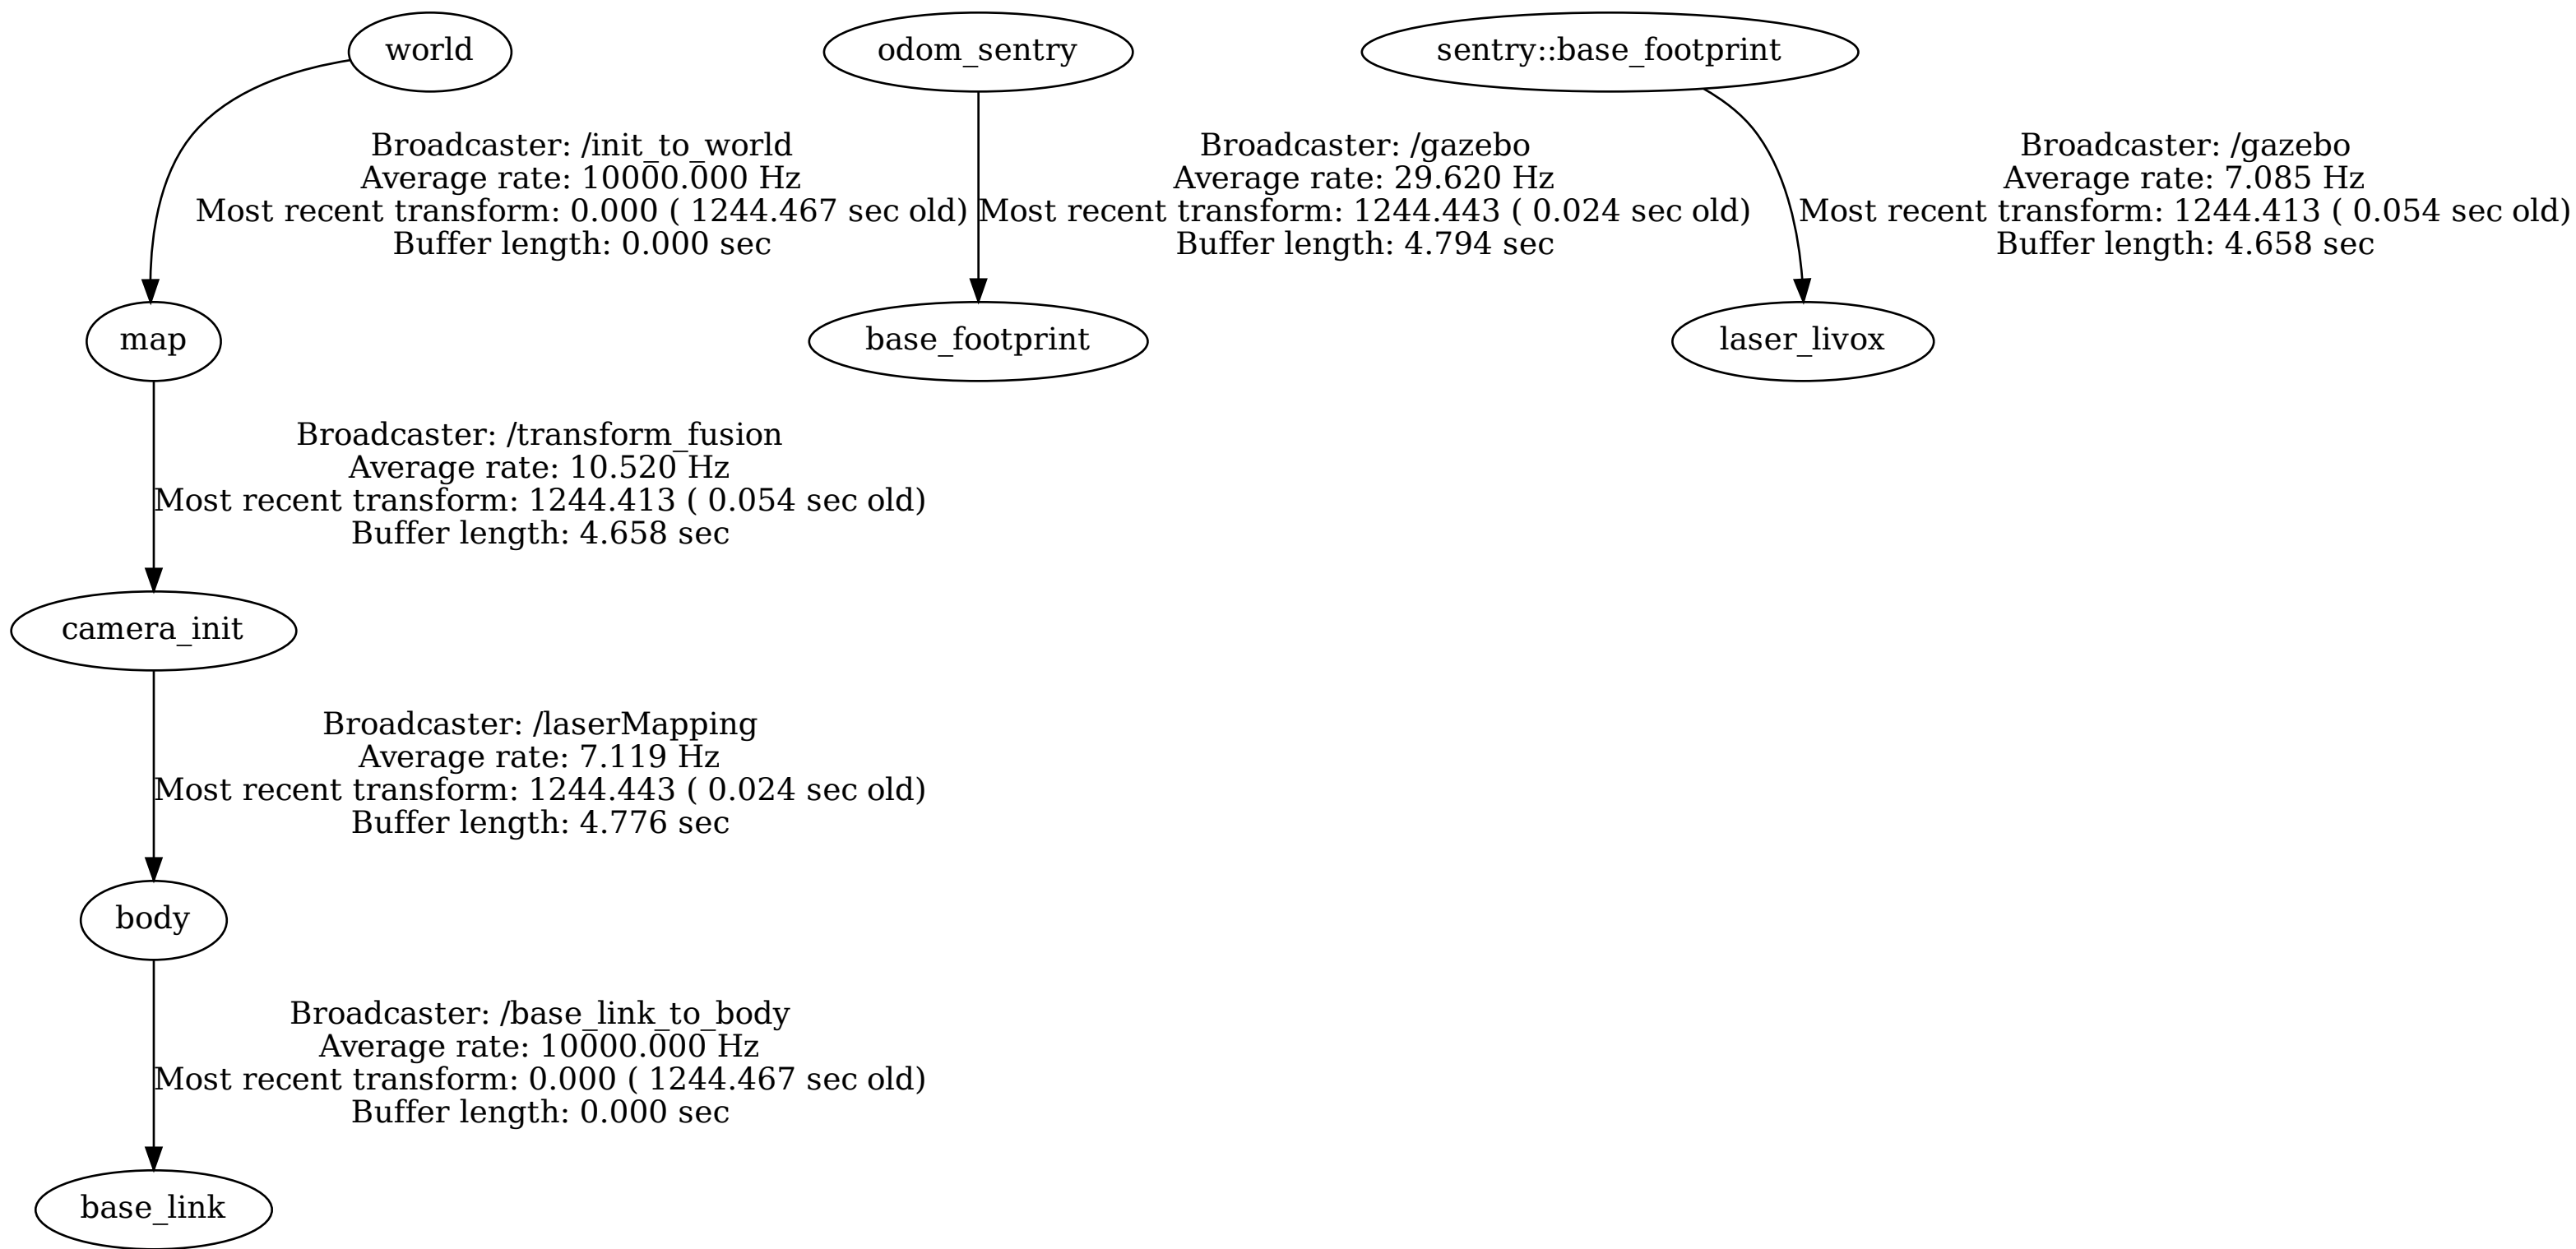 world
odom_sentry
sentry::base_footprint
Broadcaster: /init_to_world
Average rate: 10000.000 Hz
Most recent transform: 0.000 ( 1244.467 sec old)
Buffer length: 0.000 sec
Broadcaster: /gazebo
Average rate: 29.620 Hz
Most recent transform: 1244.443 ( 0.024 sec old)
Buffer length: 4.794 sec
Broadcaster: /gazebo
Average rate: 7.085 Hz
Most recent transform: 1244.413 ( 0.054 sec old)
Buffer length: 4.658 sec
map
base_footprint
laser_livox
Broadcaster: /transform_fusion
Average rate: 10.520 Hz
Most recent transform: 1244.413 ( 0.054 sec old)
Buffer length: 4.658 sec
camera_init
Broadcaster: /laserMapping
Average rate: 7.119 Hz
Most recent transform: 1244.443 ( 0.024 sec old)
Buffer length: 4.776 sec
body
Broadcaster: /base_link_to_body
Average rate: 10000.000 Hz
Most recent transform: 0.000 ( 1244.467 sec old)
Buffer length: 0.000 sec
base_link